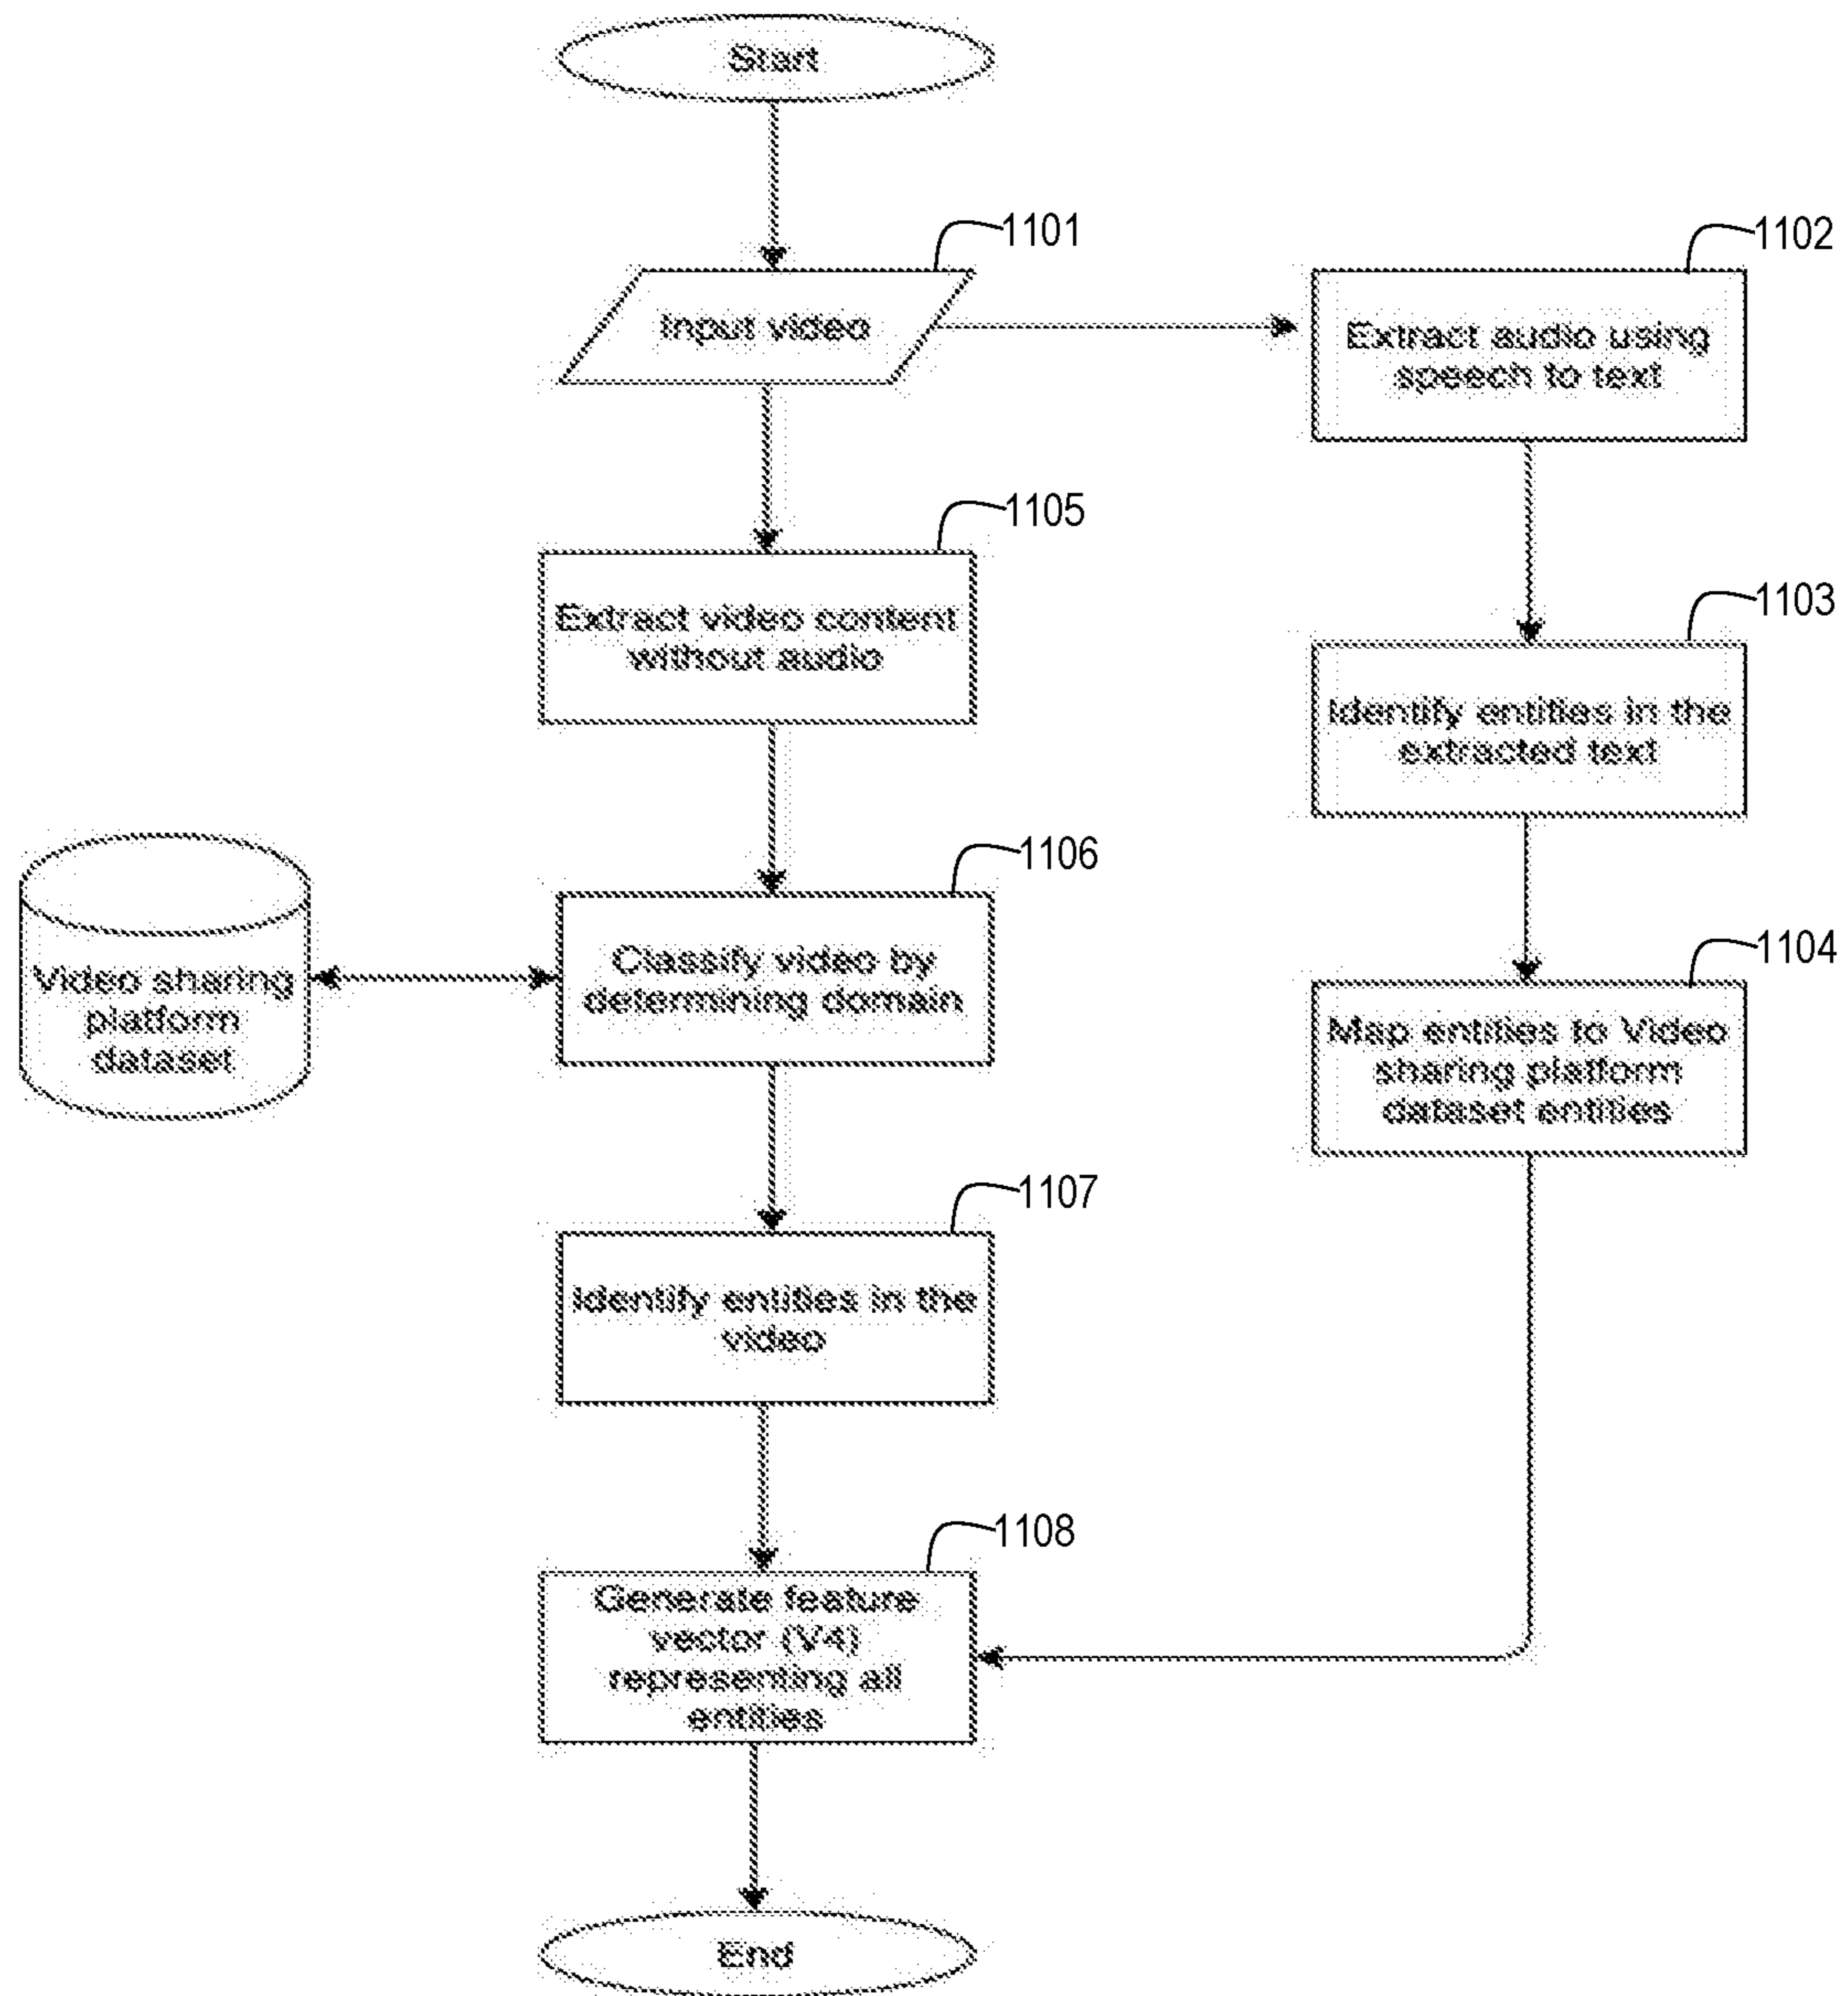 Start
1101
Input video
1102
Extract audio using
speech to text
1105
Extract video content
without audio
1103
Identify entities in the
extracted text
1106
Classify video by
determining domain
Video sharing
platform
dataset
1104
Map entities to Video
sharing platform
dataset entities
1107
Identify entities in the
video
1108
Generate feature
vector (V4)
representing all
entities
End